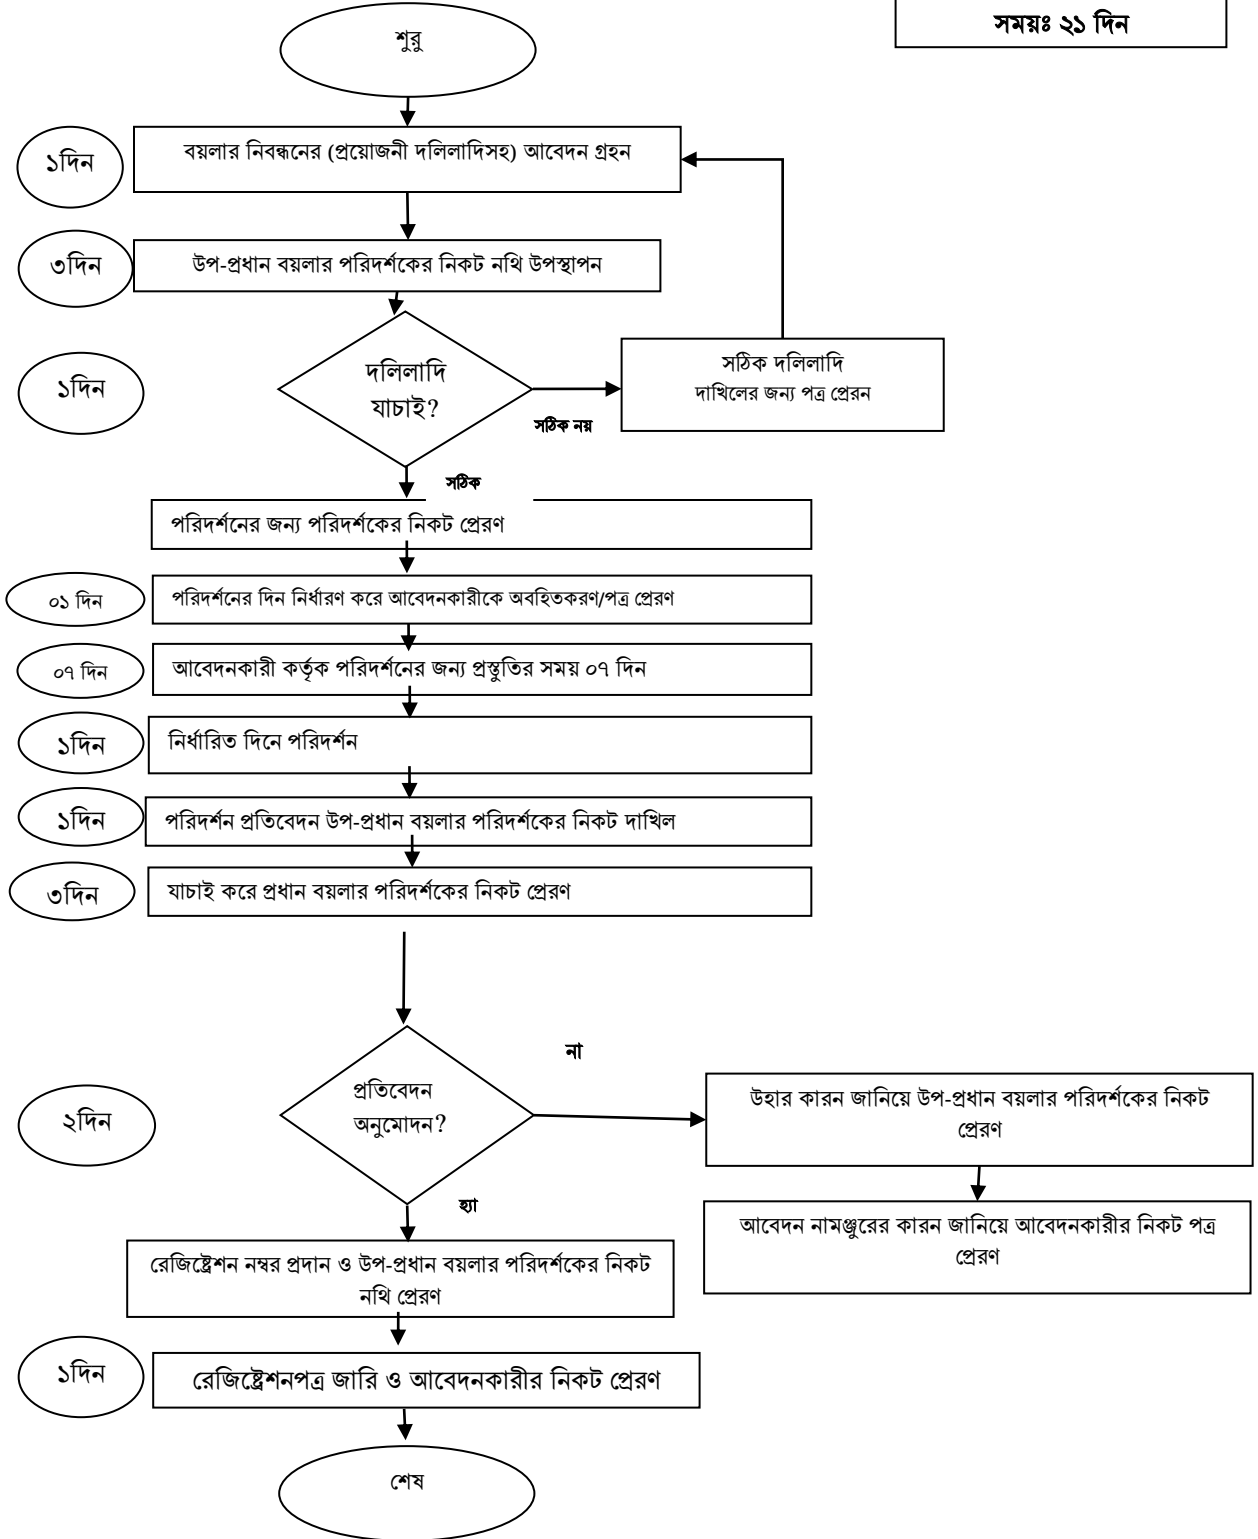 সময়ঃ ২১ দিন
শুরু
১দিন
বয়লার নিবন্ধনের (প্রয়োজনী দলিলাদিসহ) আবেদন গ্রহন
৩দিন
উপ-প্রধান বয়লার পরিদর্শকের নিকট নথি উপস্থাপন
১দিন
দলিলাদি
যাচাই?
সঠিক নয়
সঠিক দলিলাদি
দাখিলের জন্য পত্র প্রেরন
সঠিক
পরিদর্শনের জন্য পরিদর্শকের নিকট প্রেরণ
০১ দিন
পরিদর্শনের দিন নির্ধারণ করে আবেদনকারীকে অবহিতকরণ/পত্র প্রেরণ
০৭ দিন
আবেদনকারী কর্তৃক পরিদর্শনের জন্য প্রস্তুতির সময় ০৭ দিন
১দিন
নির্ধারিত দিনে পরিদর্শন
১দিন
পরিদর্শন প্রতিবেদন উপ-প্রধান বয়লার পরিদর্শকের নিকট দাখিল
৩দিন
যাচাই করে প্রধান বয়লার পরিদর্শকের নিকট প্রেরণ
২দিন
প্রতিবেদন
অনুমোদন?
না
উহার কারন জানিয়ে উপ-প্রধান বয়লার পরিদর্শকের নিকট
প্রেরণ
আবেদন নামঞ্জুরের কারন জানিয়ে আবেদনকারীর নিকট পত্র
প্রেরণ
হ্যা
রেজিষ্ট্রেশন নম্বর প্রদান ও উপ-প্রধান বয়লার পরিদর্শকের নিকট
নথি প্রেরণ
১দিন
রেজিষ্ট্রেশনপত্র জারি ও আবেদনকারীর নিকট প্রেরণ
শেষ